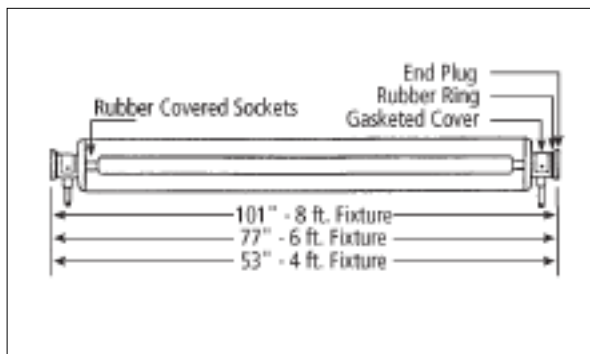 End Plug
Rubber Ring
Rubber Covered Sockets
Gasketed Cover
101" - 8 ft. Fixture
77" - 6 ft. Fixture
53" - 4 ft. Fixture